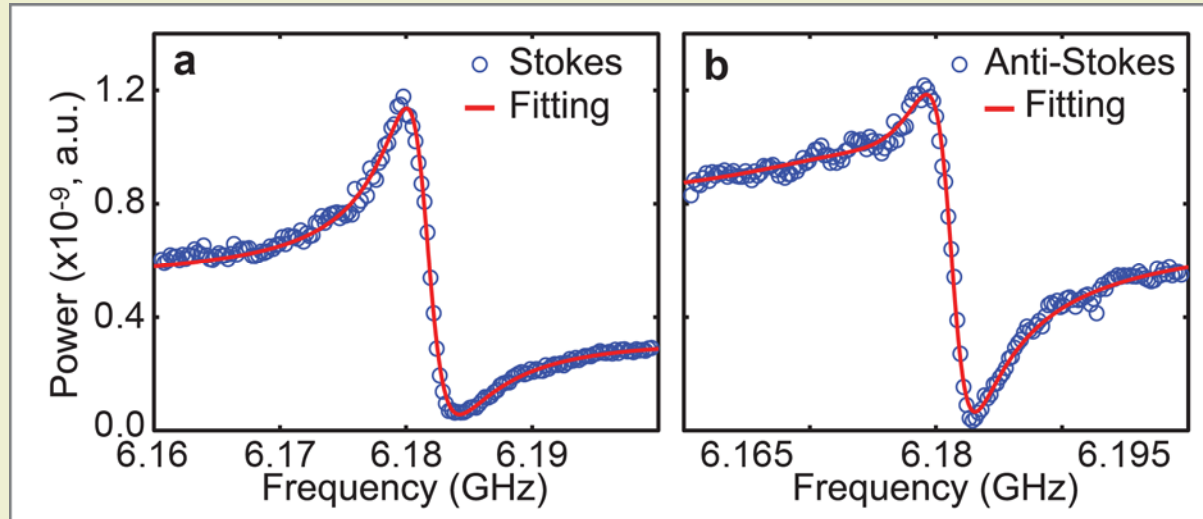 a
Stokes
Fitting
b
Anti-Stokes
Fitting
Power (x10⁻⁹, a.u.)
1.2
0.8
0.4
0.0
6.16 6.17 6.18 6.19
6.165 6.18 6.195
Frequency (GHz)
Frequency (GHz)